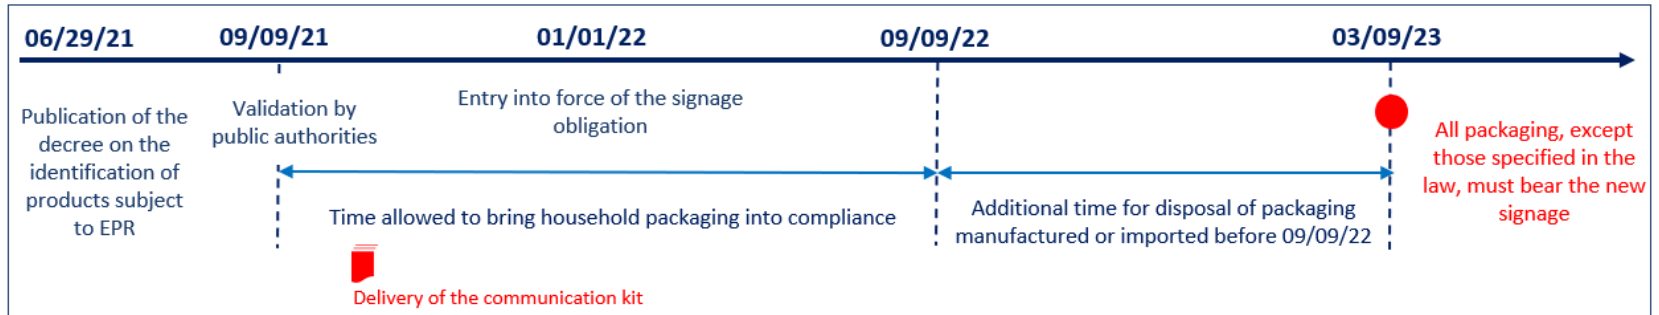 06/29/21
09/09/21
01/01/22
09/09/22
03/09/23
Publication of the
decree on the
identification of
products subject
to EPR
Validation by
public authorities
Entry into force of the signage
obligation
Time allowed to bring household packaging into compliance
Delivery of the communication kit
Additional time for disposal of packaging
manufactured or imported before 09/09/22
All packaging, except
those specified in the
law, must bear the new
signage